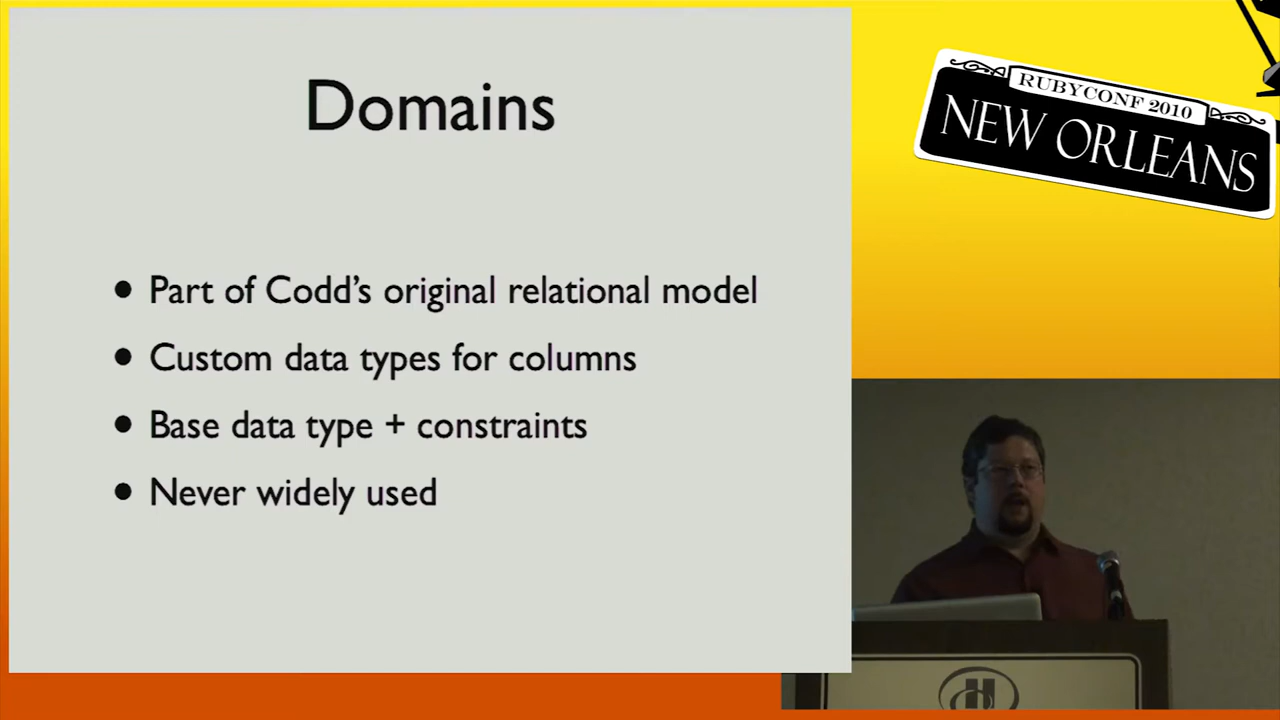 Domains
• Part of Codd's original relational model
• Custom data types for columns
• Base data type + constraints
• Never widely used
RUBYCONF 2010
NEW ORLEANS